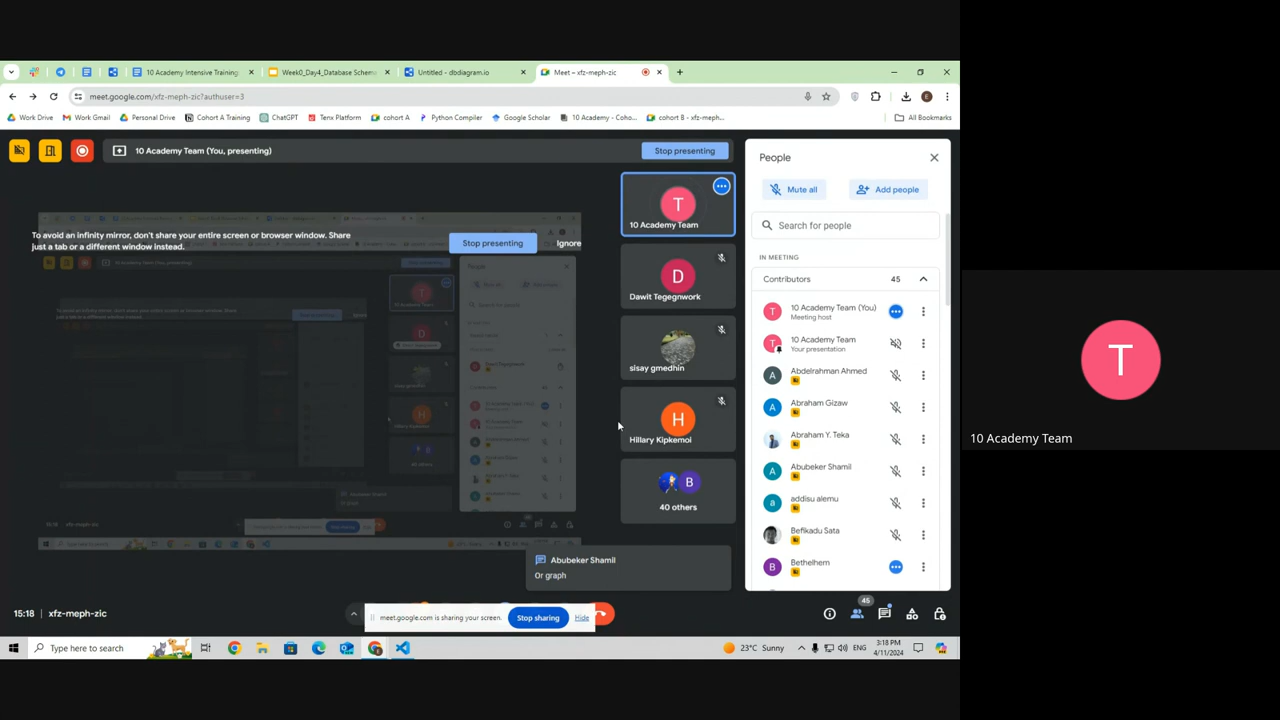 10 Academy Intensive Training
Week0_Day4_Database Schem
Untitled - dbdiagram.io
Meet – xfz-meph-zic
meet.google.com/xfz-meph-zic?authuser=3
Work Drive
Work Gmail
Personal Drive
Cohort A Training
ChatGPT
Tenx Platform
cohort A
Python Compiler
Google Scholar
10 Academy - Coho...
cohort B - xfz-meph...
All Bookmarks
10 Academy Team (You, presenting)
Stop presenting
To avoid an infinity mirror, don't share your entire screen or browser window. Share
just a tab or a different window instead.
Stop presenting
Ignore
T
10 Academy Team
D
Dawit Tegegnwork
sisay gmedhin
H
Hillary Kipkemoi
B
40 others
Abubeker Shamil
Or graph
People
Mute all
Add people
Search for people
IN MEETING
Contributors
45
T
10 Academy Team (You)
Meeting host
T
10 Academy Team
Your presentation
A
Abdelrahman Ahmed
A
Abraham Gizaw
Abraham Y. Teka
A
Abubeker Shamil
a
addisu alemu
Befikadu Sata
B
Bethelhem
15:18
xfz-meph-zic
meet.google.com is sharing your screen.
Stop sharing
Hide
45
Type here to search
23°C Sunny
ENG
3:18 PM
4/11/2024
T
10 Academy Team